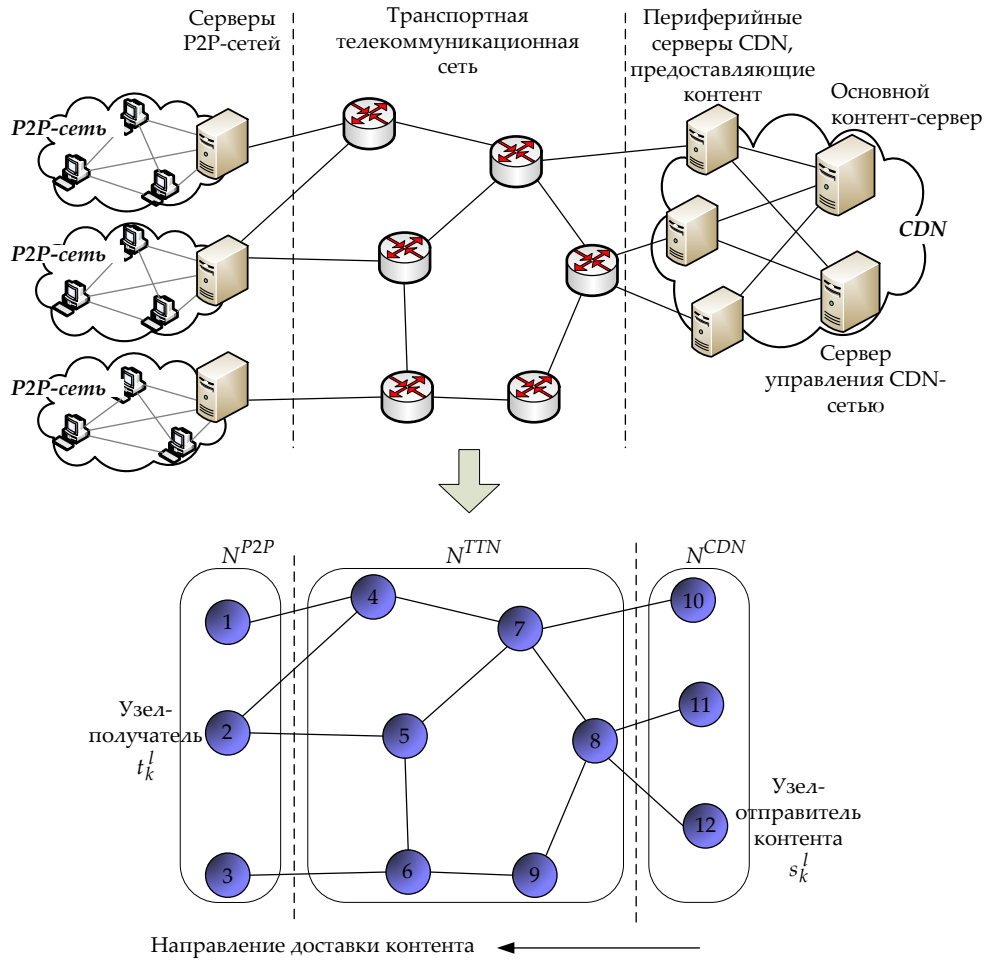 Серверы
P2P-сетей
Транспортная
телекоммуникационная
сеть
Периферийные
серверы CDN,
предоставляющие
контент
Основной
контент-сервер
P2P-сеть
P2P-сеть
P2P-сеть
CDN
Сервер
управления CDN-
сетью
N^{P2P}
N^{TTN}
N^{CDN}
1
2
3
4
5
6
7
8
9
10
11
12
Узел-
получатель
t_k^l
Узел-
отправитель
контента
s_k^l
Направление доставки контента